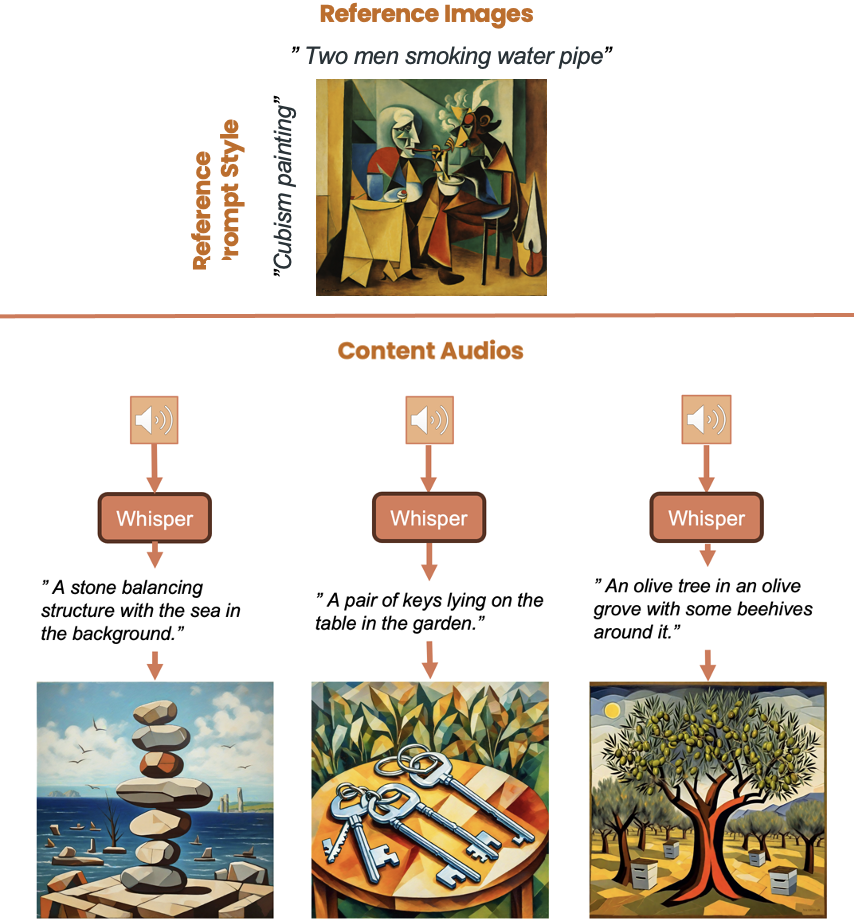 Reference Images
” Two men smoking water pipe”
Reference
rompt Style
”Cubism painting”
Content Audios
Whisper
Whisper
Whisper
” A stone balancing
structure with the sea in
the background.”
” A pair of keys lying on the
table in the garden.”
” An olive tree in an olive
grove with some beehives
around it.”